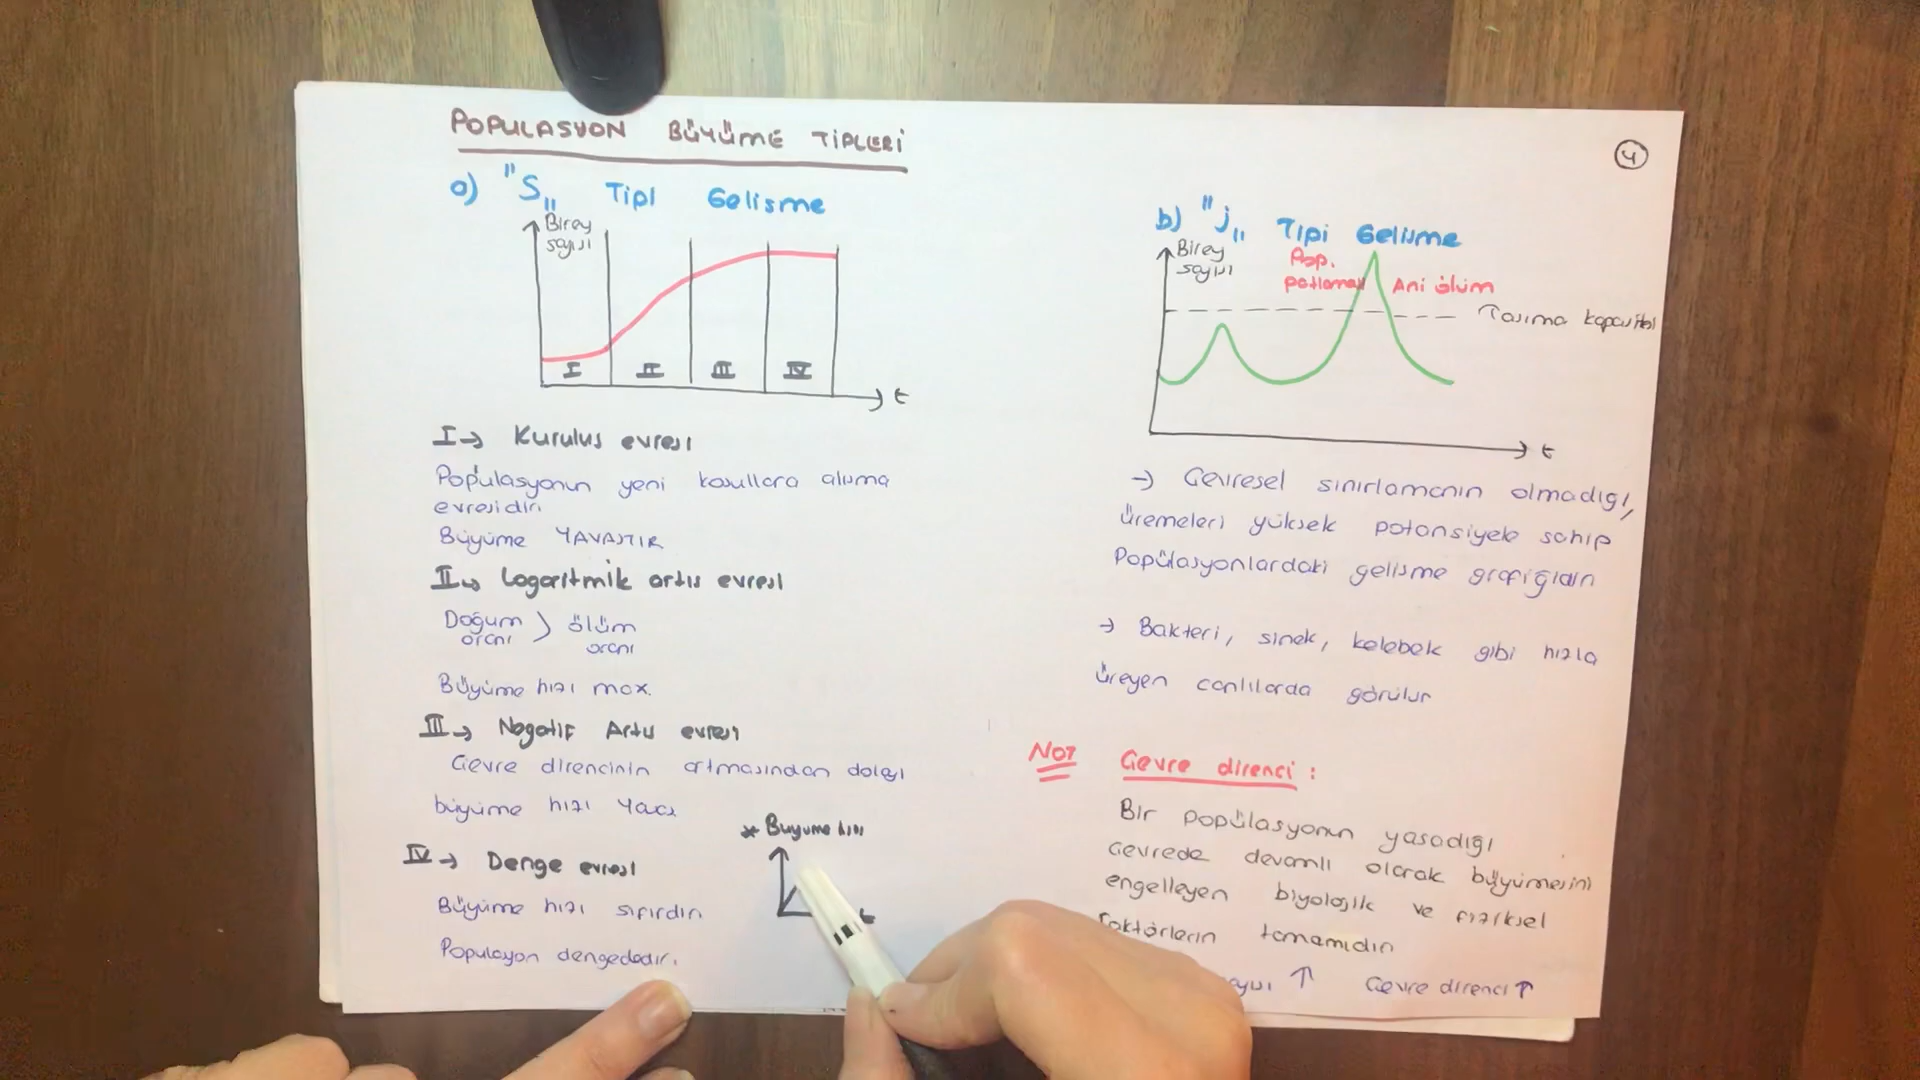 POPULASYON BÜYÜME TİPLERİ
4
a) "S" Tipi Gelişme
Birey
sayısı
I
II
III
IV
t
I→ Kuruluş evresi
Popülasyonun yeni koşullara alışma
evresidir.
Büyüme YAVAŞTIR
II→ Logaritmik artış evresi
Doğum oranı > ölüm oranı
Büyüme hızı max.
III→ Negatif Artış evresi
Çevre direncinin artmasından dolayı
büyüme hızı
IV→ Denge evresi
Büyüme hızı sıfırdır
Populasyon dengededir.
* Büyüme hızı
t
b) "j" Tipi Gelişme
Birey
sayısı
Pop.
patlaması
Ani ölüm
Taşıma kapasitesi
t
→ Çevresel sınırlamanın olmadığı,
üremeleri yüksek potansiyele sahip
Popülasyonlardaki gelişme grafiğidir
→ Bakteri, sinek, kelebek gibi hızla
üreyen canlılarda görülür
NOT Çevre direnci :
Bir popülasyonun yaşadığı
çevrede devamlı olarak büyümesini
engelleyen biyolojik ve fiziksel
faktörlerin tamamıdır
↑ Çevre direnci ↑